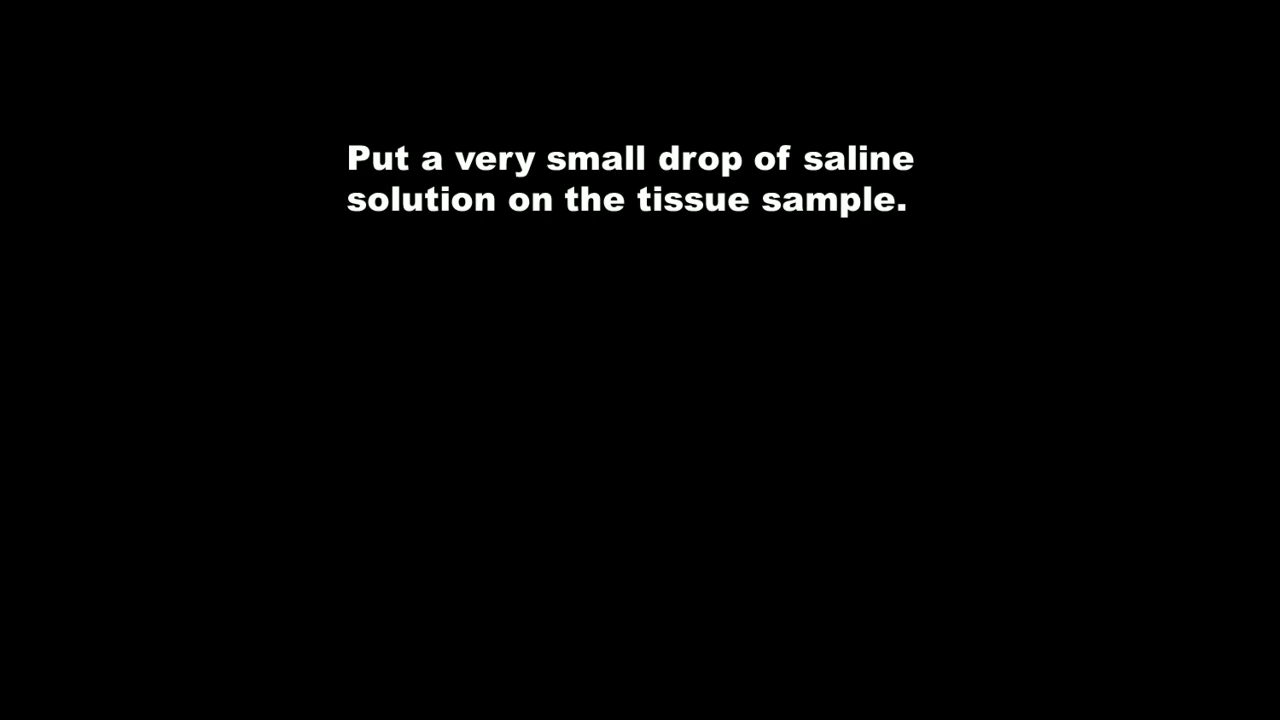 Put a very small drop of saline
solution on the tissue sample.